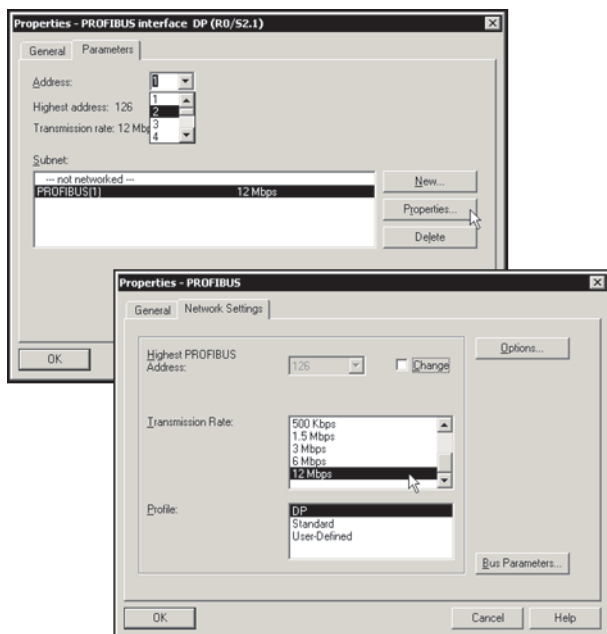 Properties - PROFIBUS interface DP (R0/S2.1)
General Parameters
Address: 1
1
2
3
4
Highest address: 126
Transmission rate: 12
Subnet:
--- not networked ---
PROFIBUS(1) 12 Mbps
New...
Properties...
Delete
OK
Properties - PROFIBUS
General Network Settings
Highest PROFIBUS
Address: 126 Change
Options...
Transmission Rate:
500 Kbps
1.5 Mbps
3 Mbps
6 Mbps
12 Mbps
Profile:
DP
Standard
User-Defined
Bus Parameters...
OK Cancel Help